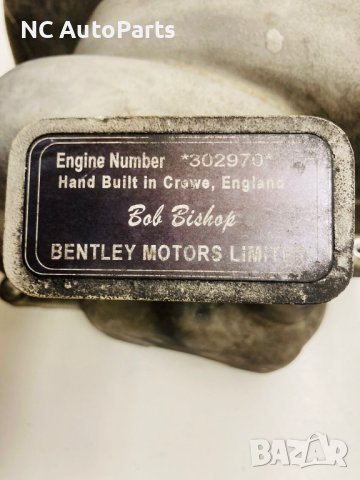 NC AutoParts
Engine Number *302970*
Hand Built in Crewe, England
Bob Bishop
BENTLEY MOTORS LIMITED
BAZAR